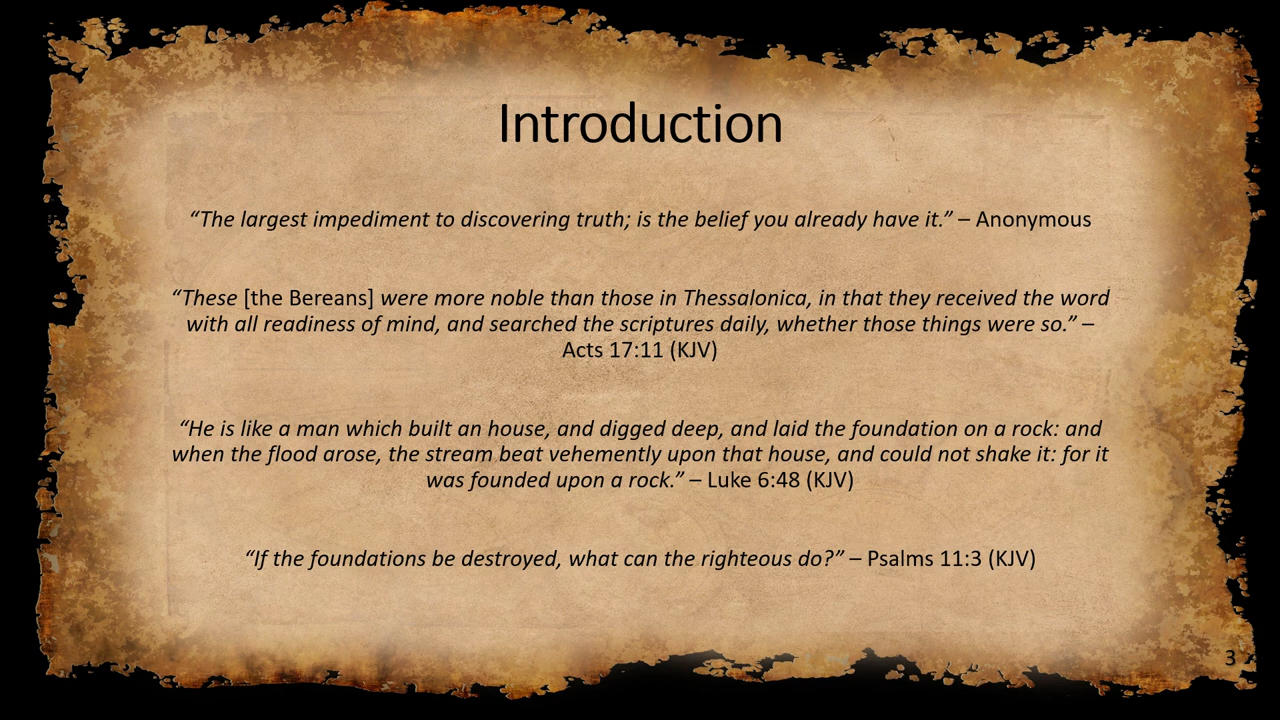 Introduction
“The largest impediment to discovering truth; is the belief you already have it.” – Anonymous
“These [the Bereans] were more noble than those in Thessalonica, in that they received the word
with all readiness of mind, and searched the scriptures daily, whether those things were so.” –
Acts 17:11 (KJV)
“He is like a man which built an house, and digged deep, and laid the foundation on a rock: and
when the flood arose, the stream beat vehemently upon that house, and could not shake it: for it
was founded upon a rock.” – Luke 6:48 (KJV)
“If the foundations be destroyed, what can the righteous do?” – Psalms 11:3 (KJV)
3